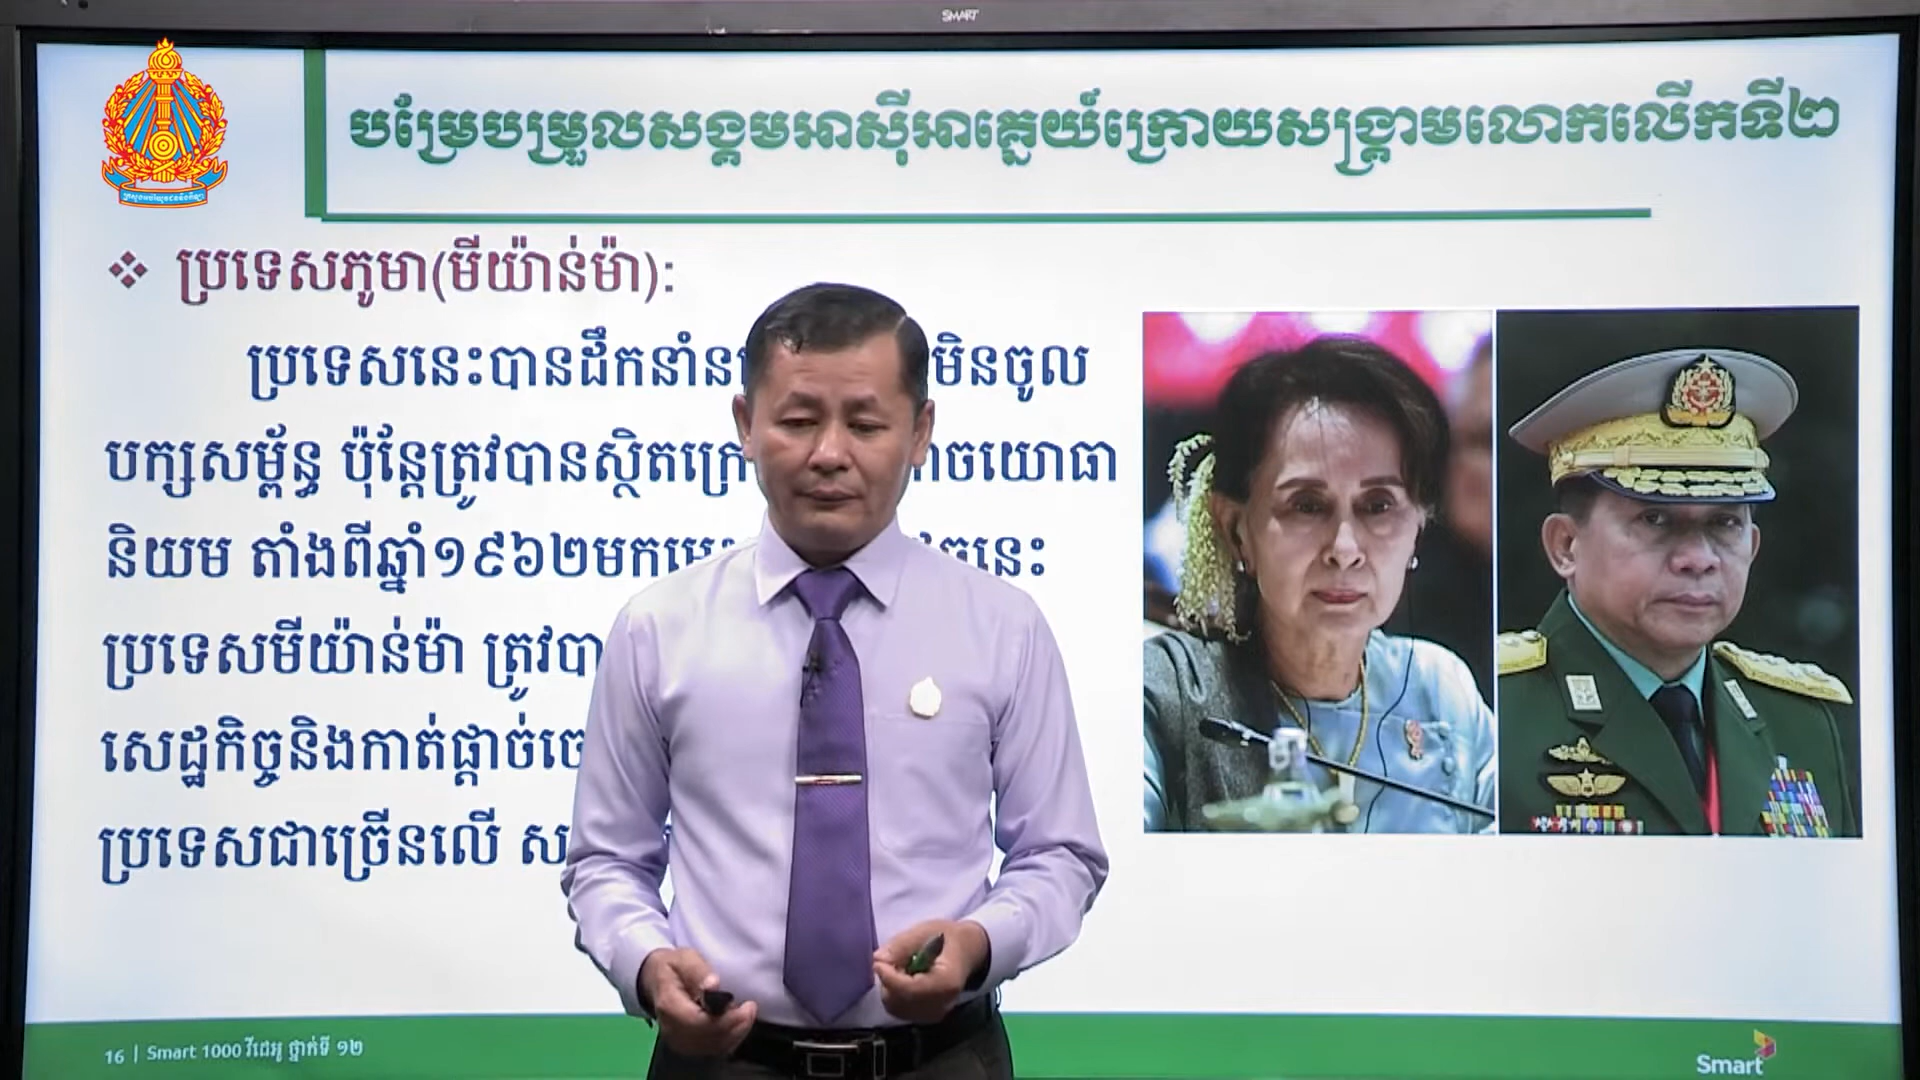 SMART
បម្រែបម្រួលសង្គមអាស៊ីអាគ្នេយ៍ក្រោយសង្គ្រាមលោកលើកទី២
ប្រទេសភូមា(មីយ៉ាន់ម៉ា):
ប្រទេសនេះបានដឹកនាំ មិនចូល
បក្សសម្ព័ន្ធ ប៉ុន្តែត្រូវបានស្ថិត យោធា
និយម តាំងពីឆ្នាំ១៩៦២មក នេះ
ប្រទេសមីយ៉ាន់ម៉ា ត្រូវ
សេដ្ឋកិច្ចនិងកាត់ផ្ដាច់
ប្រទេសជាច្រើនលើ
16 | Smart 1000 វីដេអូ ថ្នាក់ទី ១២
Smart